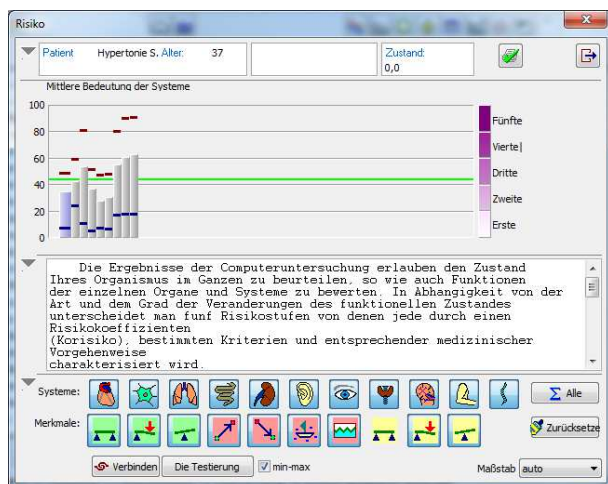 Risiko
Patient Hypertonie S. Alter: 37
Zustand:
0,0
Mittlere Bedeutung der Systeme
100
80
60
40
20
0
Fünfte
Vierte
Dritte
Zweite
Erste
Die Ergebnisse der Computeruntersuchung erlauben den Zustand
Ihres Organismus im Ganzen zu beurteilen, so wie auch Funktionen
der einzelnen Organe und Systeme zu bewerten. In Abhangigkeit von der
Art und dem Grad der Veranderungen des funktionellen Zustandes
unterscheidet man funf Risikostufen von denen jede durch einen
Risikokoeffizienten
(Korisiko), bestimmten Kriterien und entsprechender medizinischer
Vorgehenweise
charakterisiert wird.
Systeme:
Σ Alle
Merkmale:
Zurücksetze
Verbinden Die Testierung min-max
Maßstab auto